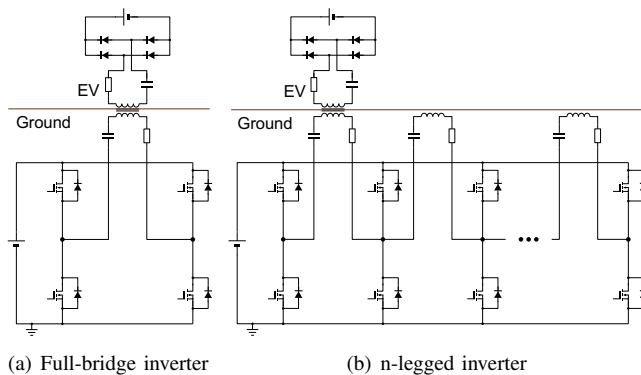 EV
Ground
EV
Ground
(a) Full-bridge inverter
(b) n-legged inverter